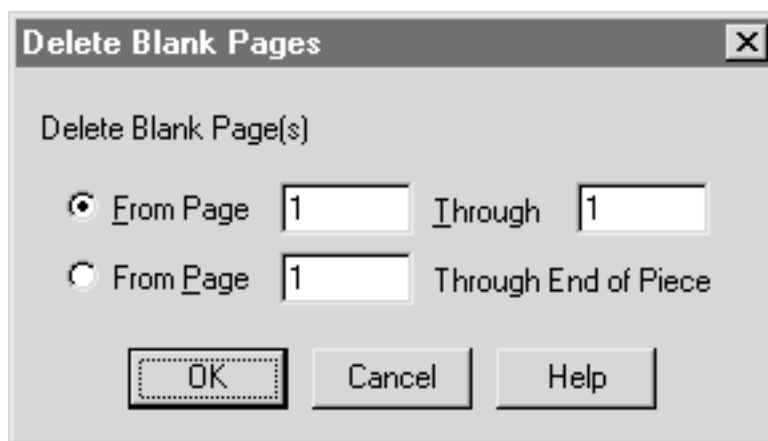 Delete Blank Pages
Delete Blank Page(s)
From Page 1 Through 1
From Page 1 Through End of Piece
OK Cancel Help